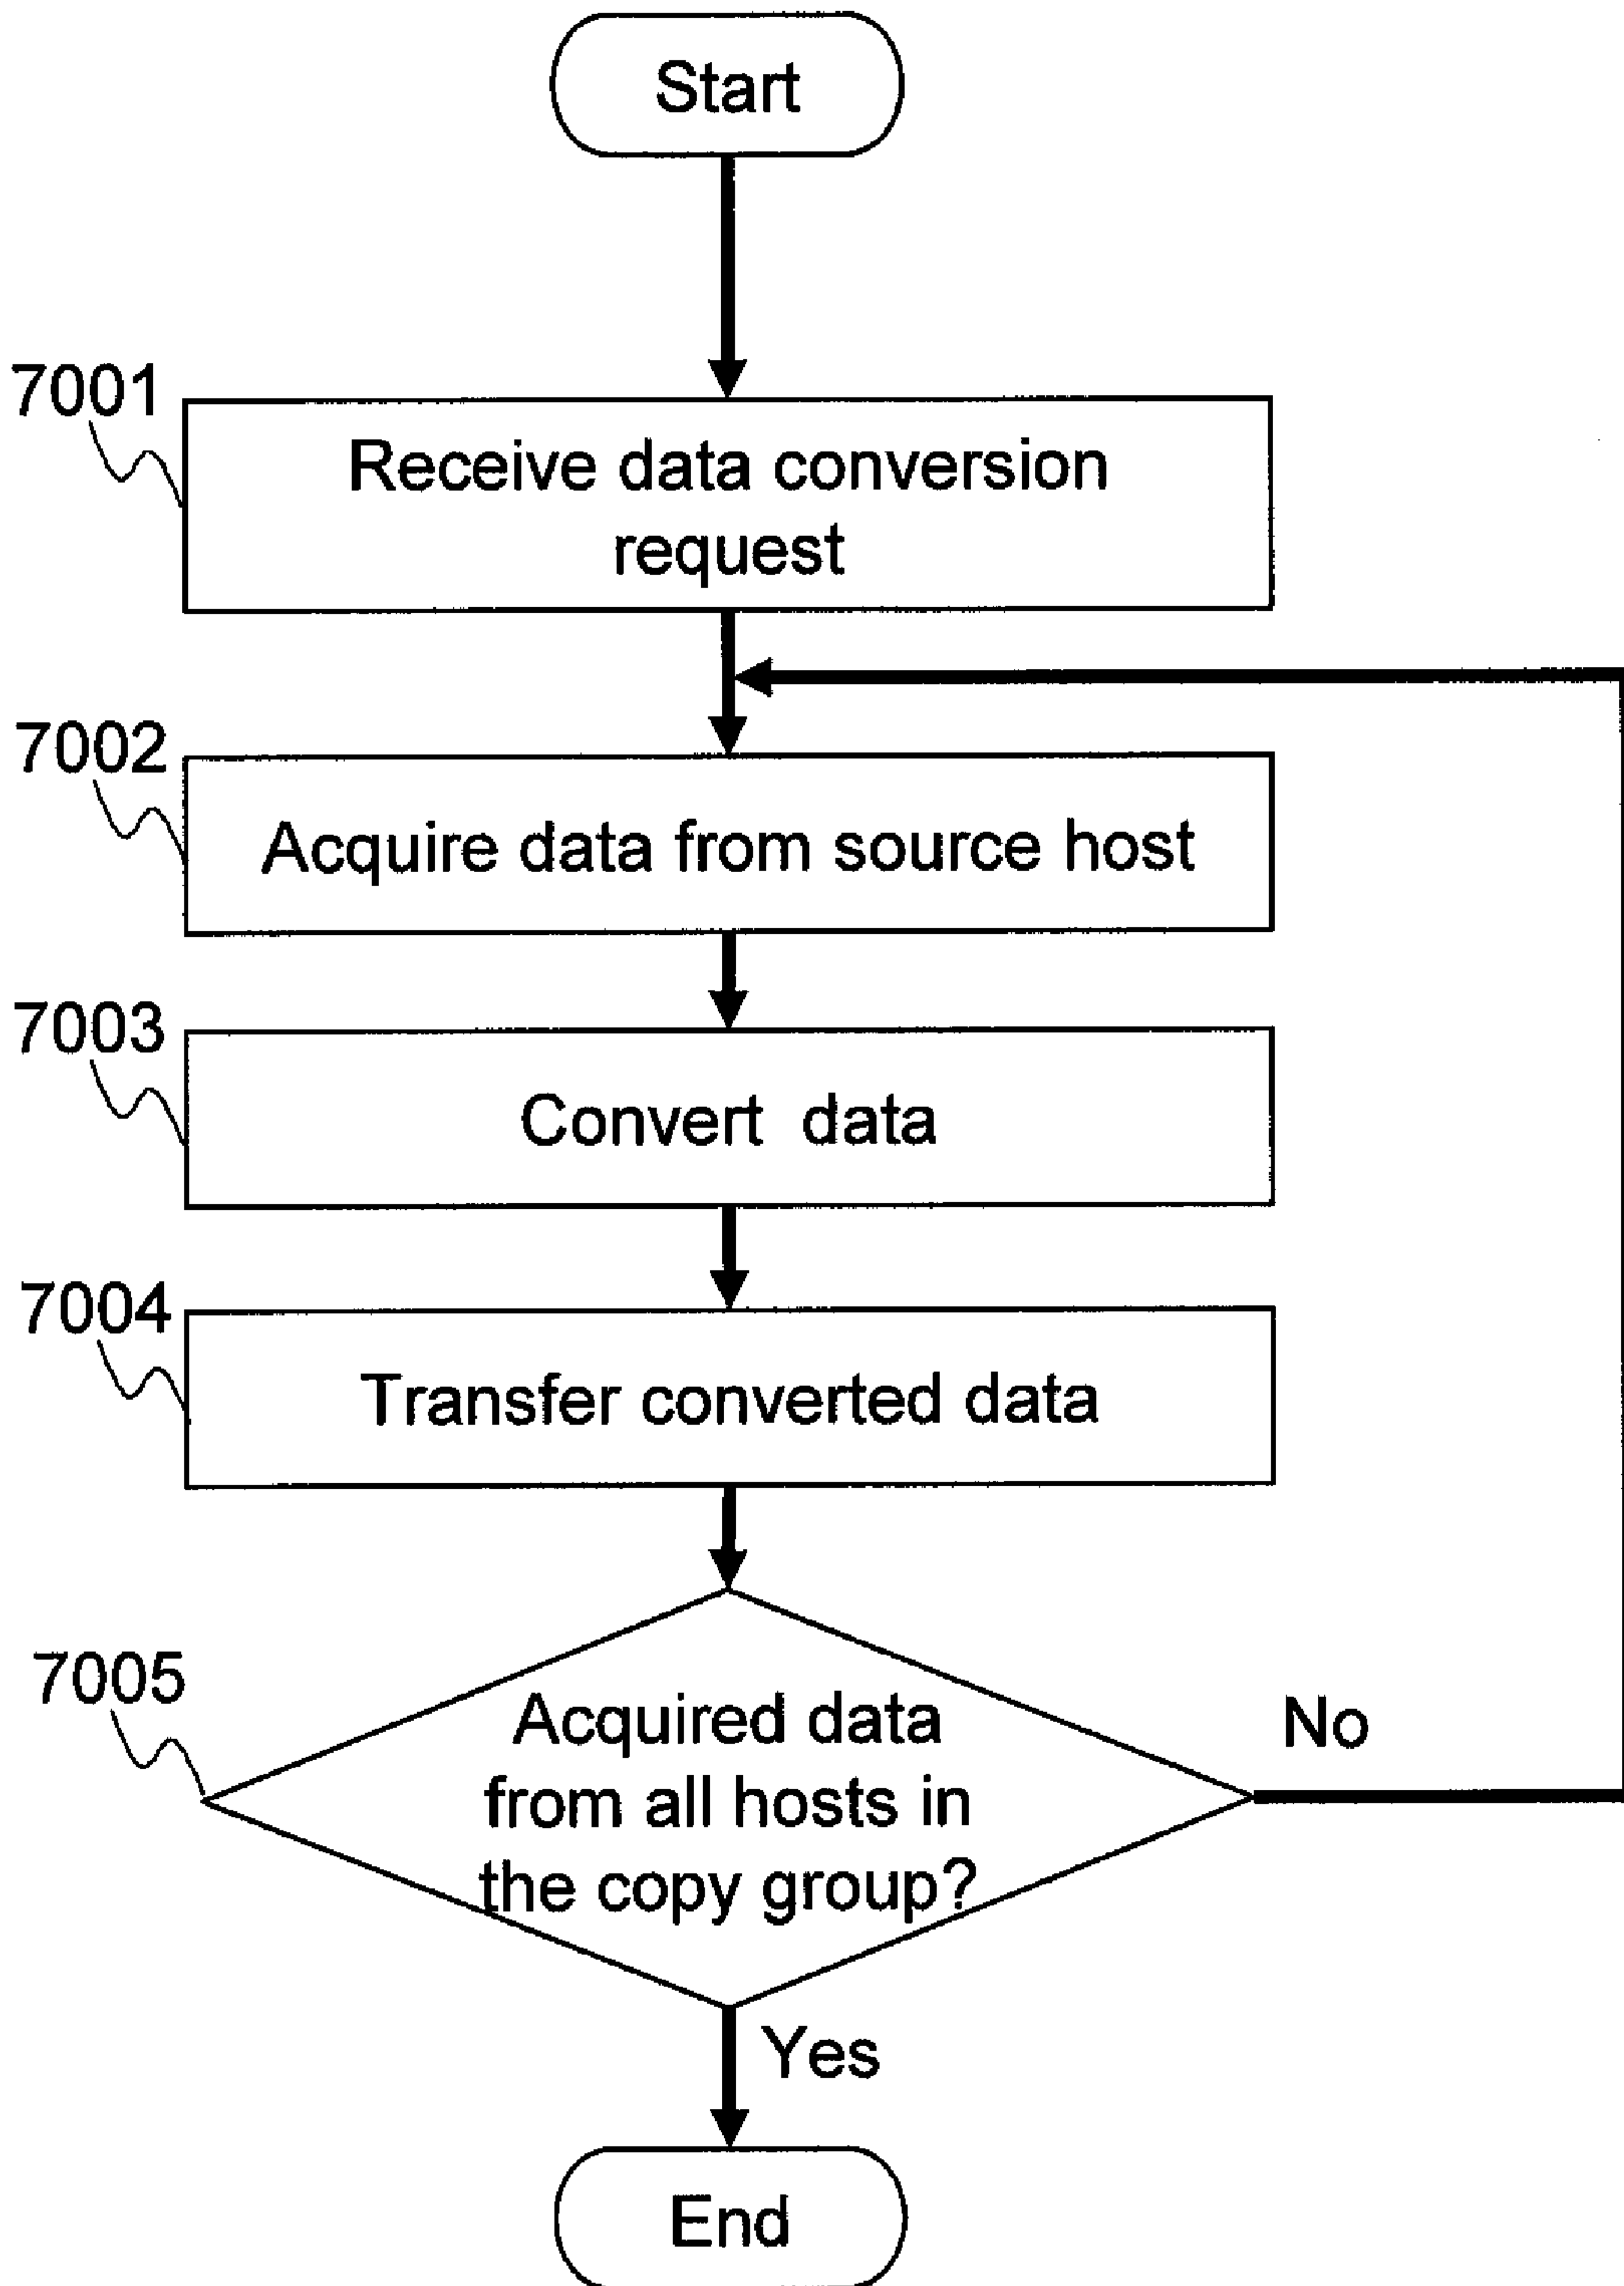 Start
7001
Receive data conversion
request
7002
Acquire data from source host
7003
Convert data
7004
Transfer converted data
7005
Acquired data
from all hosts in
the copy group?
No
Yes
End